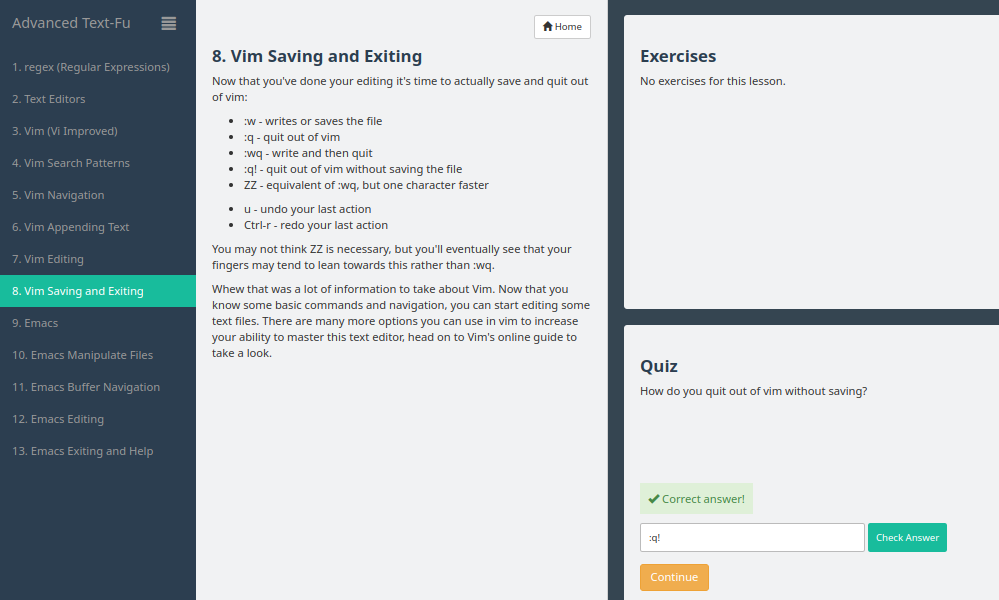 Advanced Text-Fu
1. regex (Regular Expressions)
2. Text Editors
3. Vim (Vi Improved)
4. Vim Search Patterns
5. Vim Navigation
6. Vim Appending Text
7. Vim Editing
8. Vim Saving and Exiting
9. Emacs
10. Emacs Manipulate Files
11. Emacs Buffer Navigation
12. Emacs Editing
13. Emacs Exiting and Help
Home
8. Vim Saving and Exiting
Now that you've done your editing it's time to actually save and quit out
of vim:
• :w - writes or saves the file
• :q - quit out of vim
• :wq - write and then quit
• :q! - quit out of vim without saving the file
• ZZ - equivalent of :wq, but one character faster
• u - undo your last action
• Ctrl-r - redo your last action
You may not think ZZ is necessary, but you'll eventually see that your
fingers may tend to lean towards this rather than :wq.
Whew that was a lot of information to take about Vim. Now that you
know some basic commands and navigation, you can start editing some
text files. There are many more options you can use in vim to increase
your ability to master this text editor, head on to Vim's online guide to
take a look.
Exercises
No exercises for this lesson.
Quiz
How do you quit out of vim without saving?
Correct answer!
:q!
Check Answer
Continue